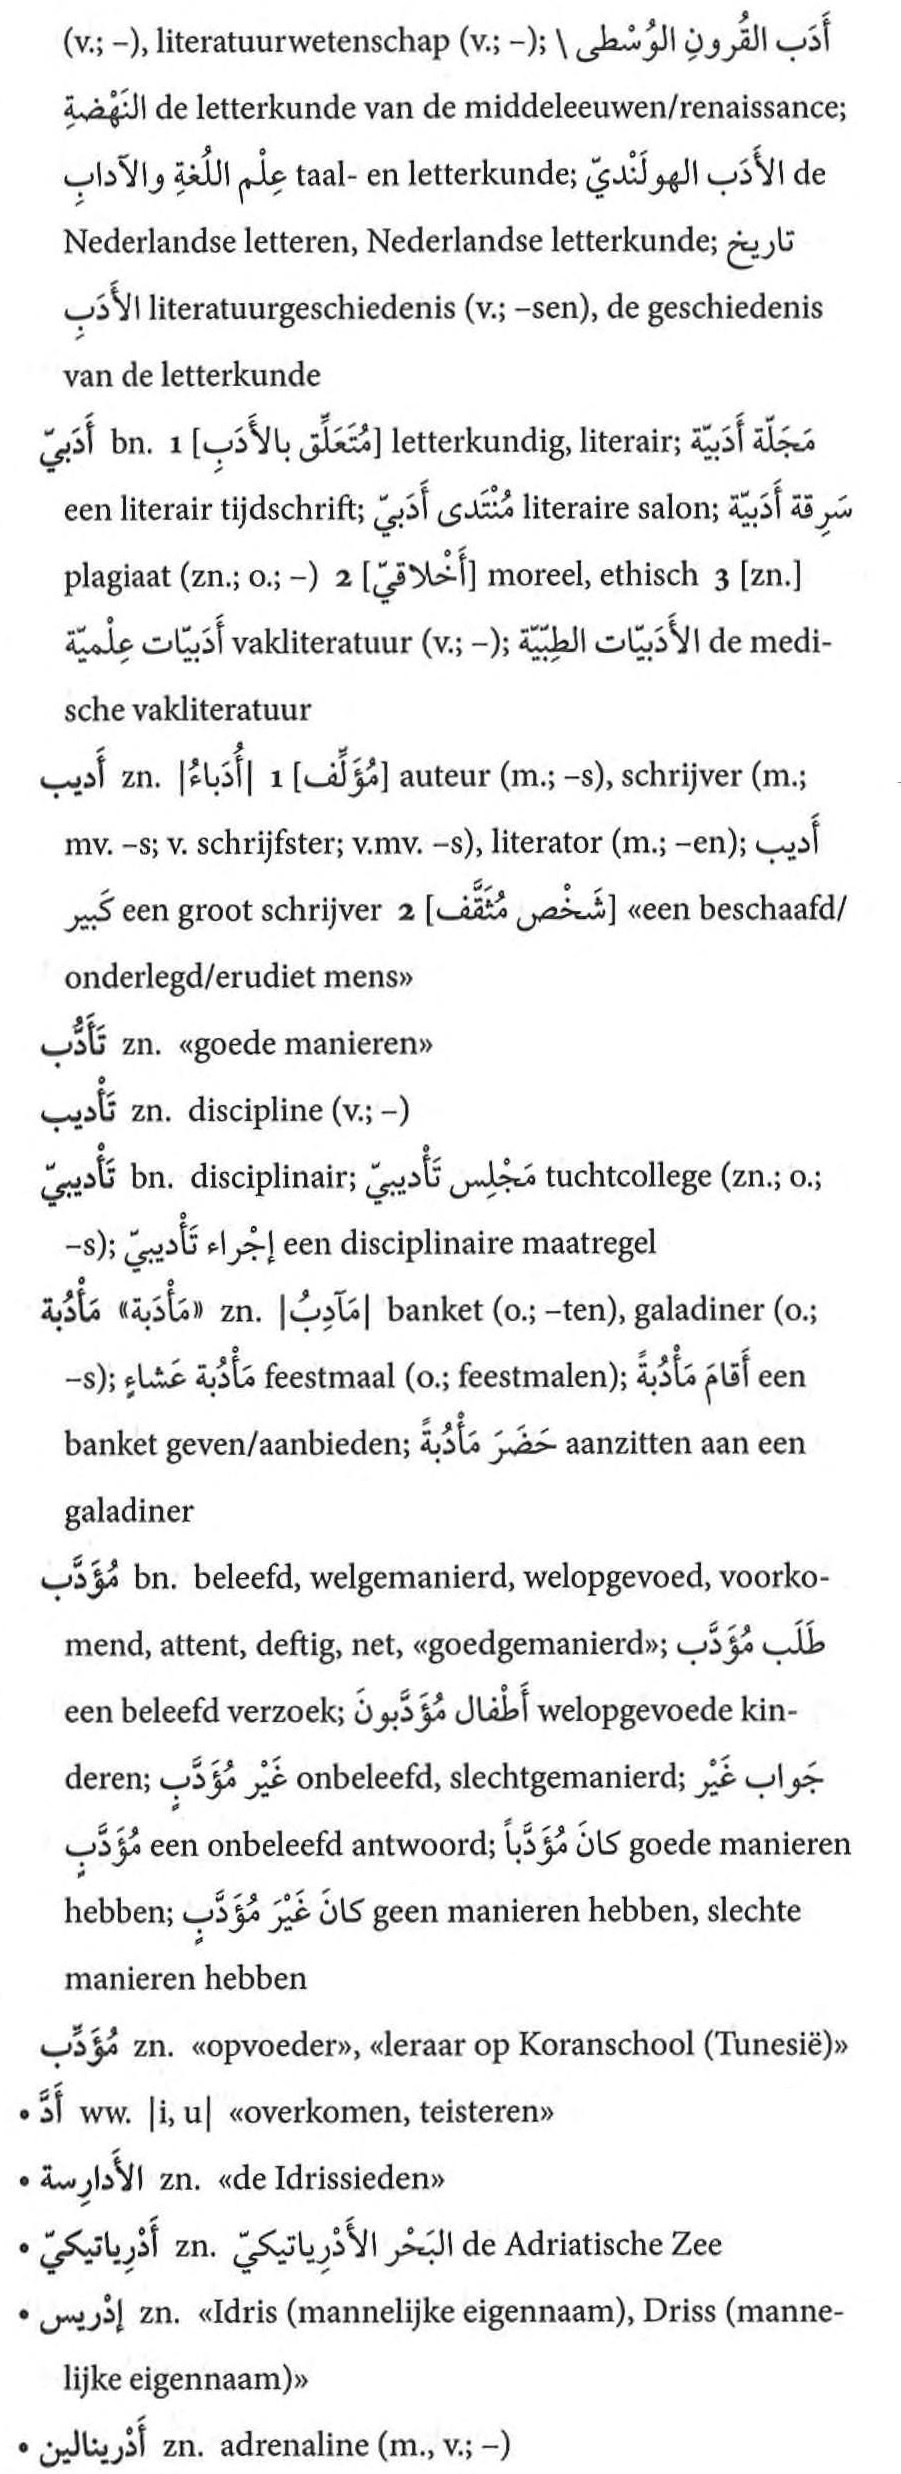 (v.; –), literatuurwetenschap (v.; –); أَدَب القُرونِ الوُسْطى \
النَهْضةِ de letterkunde van de middeleeuwen/renaissance;
عِلْم اللُغةِ والآدابِ taal- en letterkunde; الأَدَب الهولَنْديّ de
Nederlandse letteren, Nederlandse letterkunde; تاريخ
الأَدَبِ literatuurgeschiedenis (v.; –sen), de geschiedenis
van de letterkunde
أَدَبيّ bn. 1 [مُتَعَلِّق بالأَدَبِ] letterkundig, literair; مَجَلّة أَدَبيّة
een literair tijdschrift; مُنْتَدى أَدَبيّ literaire salon; سَرِقة أَدَبيّة
plagiaat (zn.; o.; –) 2 [أَخْلاقيّ] moreel, ethisch 3 [zn.]
أَدَبيّات عِلْميّة vakliteratuur (v.; –); الأَدَبيّات الطِبّيّة de medi-
sche vakliteratuur
أَديب zn. |أُدَباءُ| 1 [مُؤَلِّف] auteur (m.; –s), schrijver (m.;
mv. –s; v. schrijfster; v.mv. –s), literator (m.; –en); أَديب
كَبير een groot schrijver 2 [شَخْص مُثَقَّف] «een beschaafd/
onderlegd/erudiet mens»
تَأَدُّب zn. «goede manieren»
تَأْديب zn. discipline (v.; –)
تَأْديبيّ bn. disciplinair; مَجْلِس تَأْديبيّ tuchtcollege (zn.; o.;
–s); إجْراء تَأْديبيّ een disciplinaire maatregel
مَأْدُبة «مَأْدَبة» zn. |مَآدِبُ| banket (o.; –ten), galadiner (o.;
–s); مَأْدُبة عَشاءٍ feestmaal (o.; feestmalen); أَقامَ مَأْدُبةً een
banket geven/aanbieden; حَضَرَ مَأْدُبةً aanzitten aan een
galadiner
مُؤَدَّب bn. beleefd, welgemanierd, welopgevoed, voorko-
mend, attent, deftig, net, «goedgemanierd»; طَلَب مُؤَدَّب
een beleefd verzoek; أَطْفال مُؤَدَّبونَ welopgevoede kin-
deren; غَيْر مُؤَدَّبٍ onbeleefd, slechtgemanierd; جَواب غَيْر
مُؤَدَّبٍ een onbeleefd antwoord; كانَ مُؤَدَّباً goede manieren
hebben; كانَ غَيْرَ مُؤَدَّبٍ geen manieren hebben, slechte
manieren hebben
مُؤَدِّب zn. «opvoeder», «leraar op Koranschool (Tunesië)»
• أَدَّ ww. |i, u| «overkomen, teisteren»
• الأَدارِسة zn. «de Idrissieden»
• أَدْرِياتيكيّ zn. البَحْر الأَدْرِياتيكيّ de Adriatische Zee
• إدْريس zn. «Idris (mannelijke eigennaam), Driss (manne-
lijke eigennaam)»
• أَدْرينالين zn. adrenaline (m., v.; –)